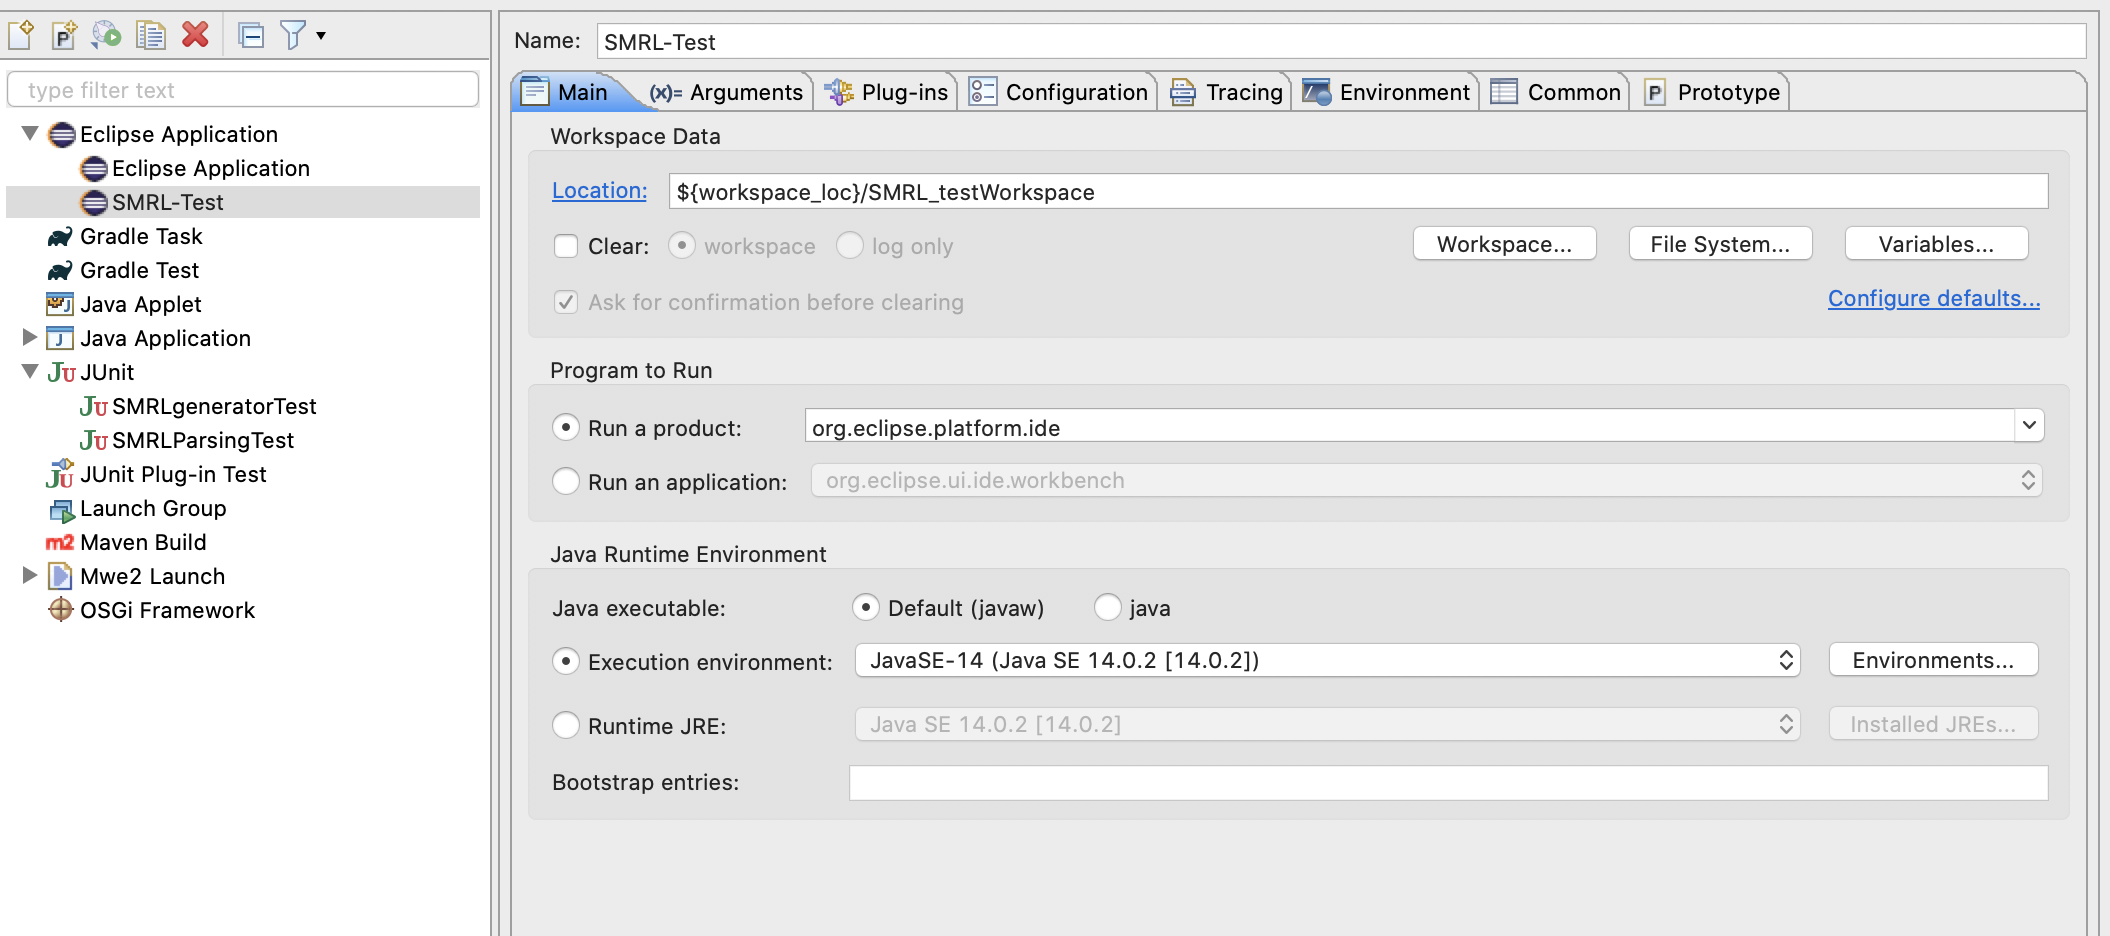 type filter text
Eclipse Application
Eclipse Application
SMRL-Test
Gradle Task
Gradle Test
Java Applet
Java Application
JUnit
SMRLgeneratorTest
SMRLParsingTest
JUnit Plug-in Test
Launch Group
Maven Build
Mwe2 Launch
OSGi Framework
Name: SMRL-Test
Main (x)= Arguments Plug-ins Configuration Tracing Environment Common Prototype
Workspace Data
Location: ${workspace_loc}/SMRL_testWorkspace
Clear: workspace log only Workspace... File System... Variables...
Ask for confirmation before clearing Configure defaults...
Program to Run
Run a product: org.eclipse.platform.ide
Run an application: org.eclipse.ui.ide.workbench
Java Runtime Environment
Java executable: Default (javaw) java
Execution environment: JavaSE-14 (Java SE 14.0.2 [14.0.2]) Environments...
Runtime JRE: Java SE 14.0.2 [14.0.2] Installed JREs...
Bootstrap entries: